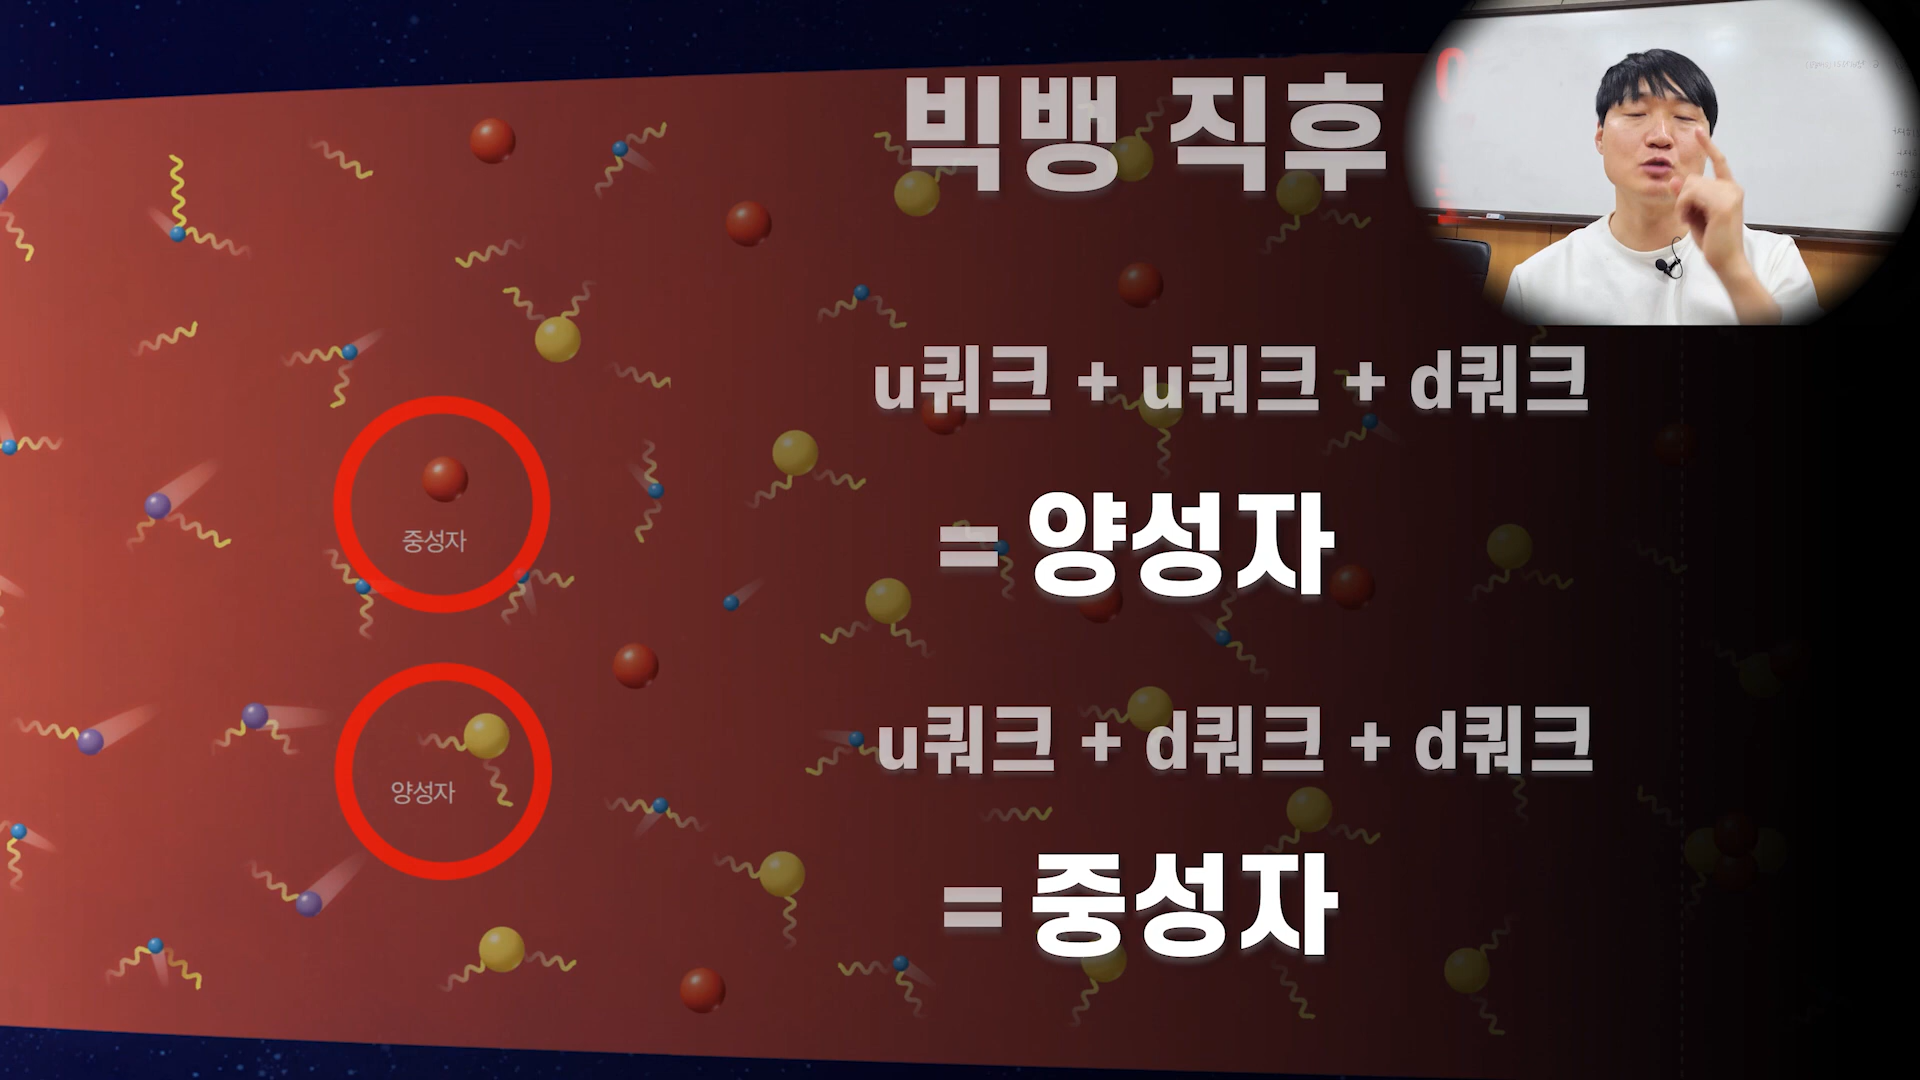 빅뱅 직후
u쿼크 + u쿼크 + d쿼크
= 양성자
중성자
u쿼크 + d쿼크 + d쿼크
양성자
= 중성자